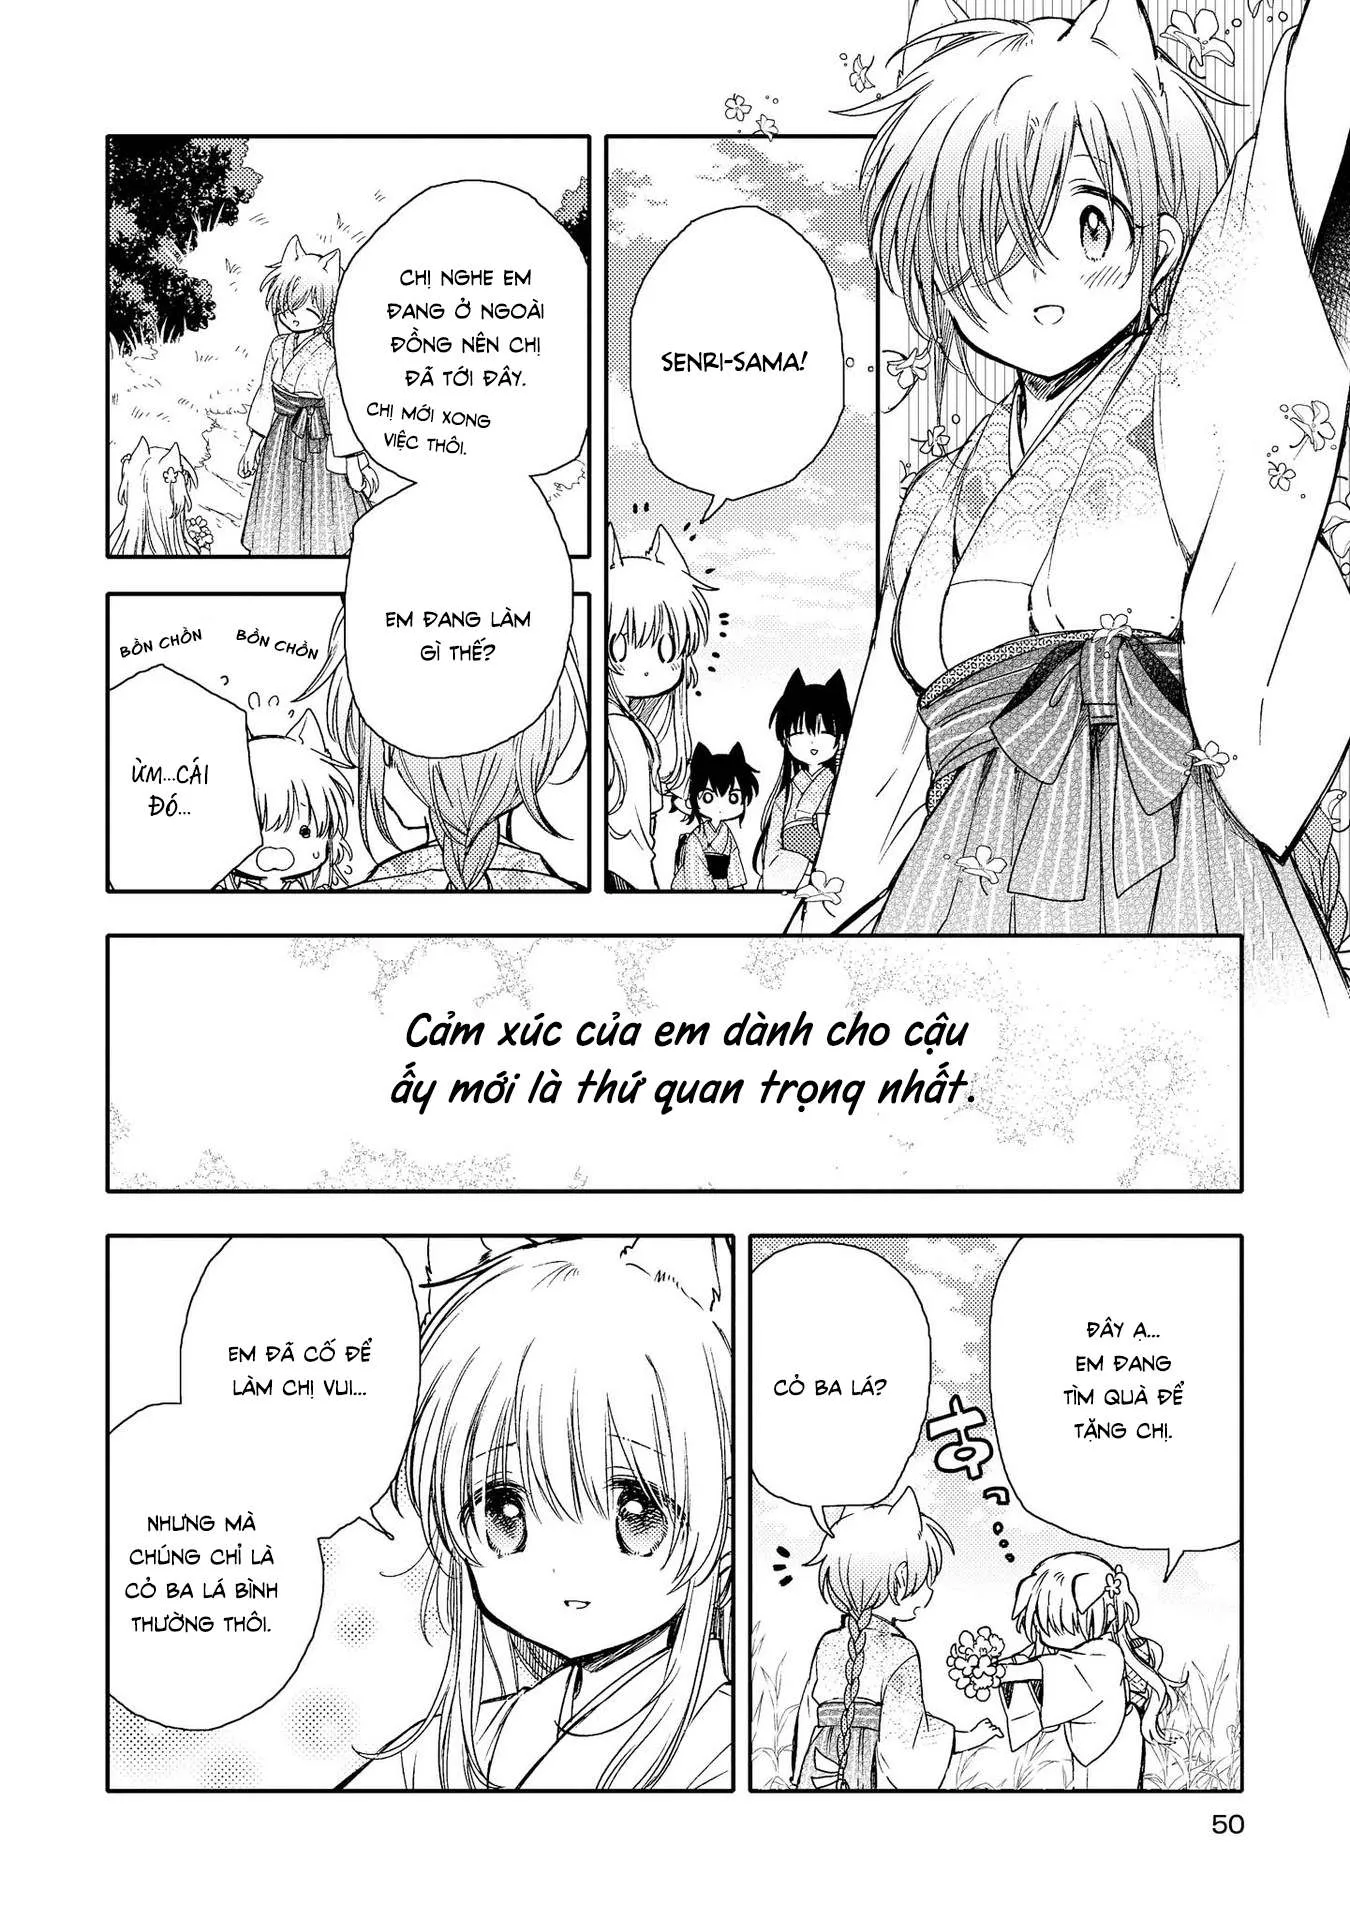 SENRI-SAMA!
CHỊ NGHE EM
ĐANG Ở NGOÀI
ĐỒNG NÊN CHỊ
ĐÃ TỚI ĐÂY.
CHỊ MỚI XONG
VIỆC THÔI.
EM ĐANG LÀM
GÌ THẾ?
BỒN CHỒN
BỒN CHỒN
ỪM...CÁI
ĐÓ...
Cảm xúc của em dành cho cậu
ấy mới là thứ quan trọng nhất.
ĐÂY Ạ...
EM ĐANG
TÌM QUÀ ĐỂ
TẶNG CHỊ.
CỎ BA LÁ?
EM ĐÃ CỐ ĐỂ
LÀM CHỊ VUI...
NHƯNG MÀ
CHÚNG CHỈ LÀ
CỎ BA LÁ BÌNH
THƯỜNG THÔI.
50